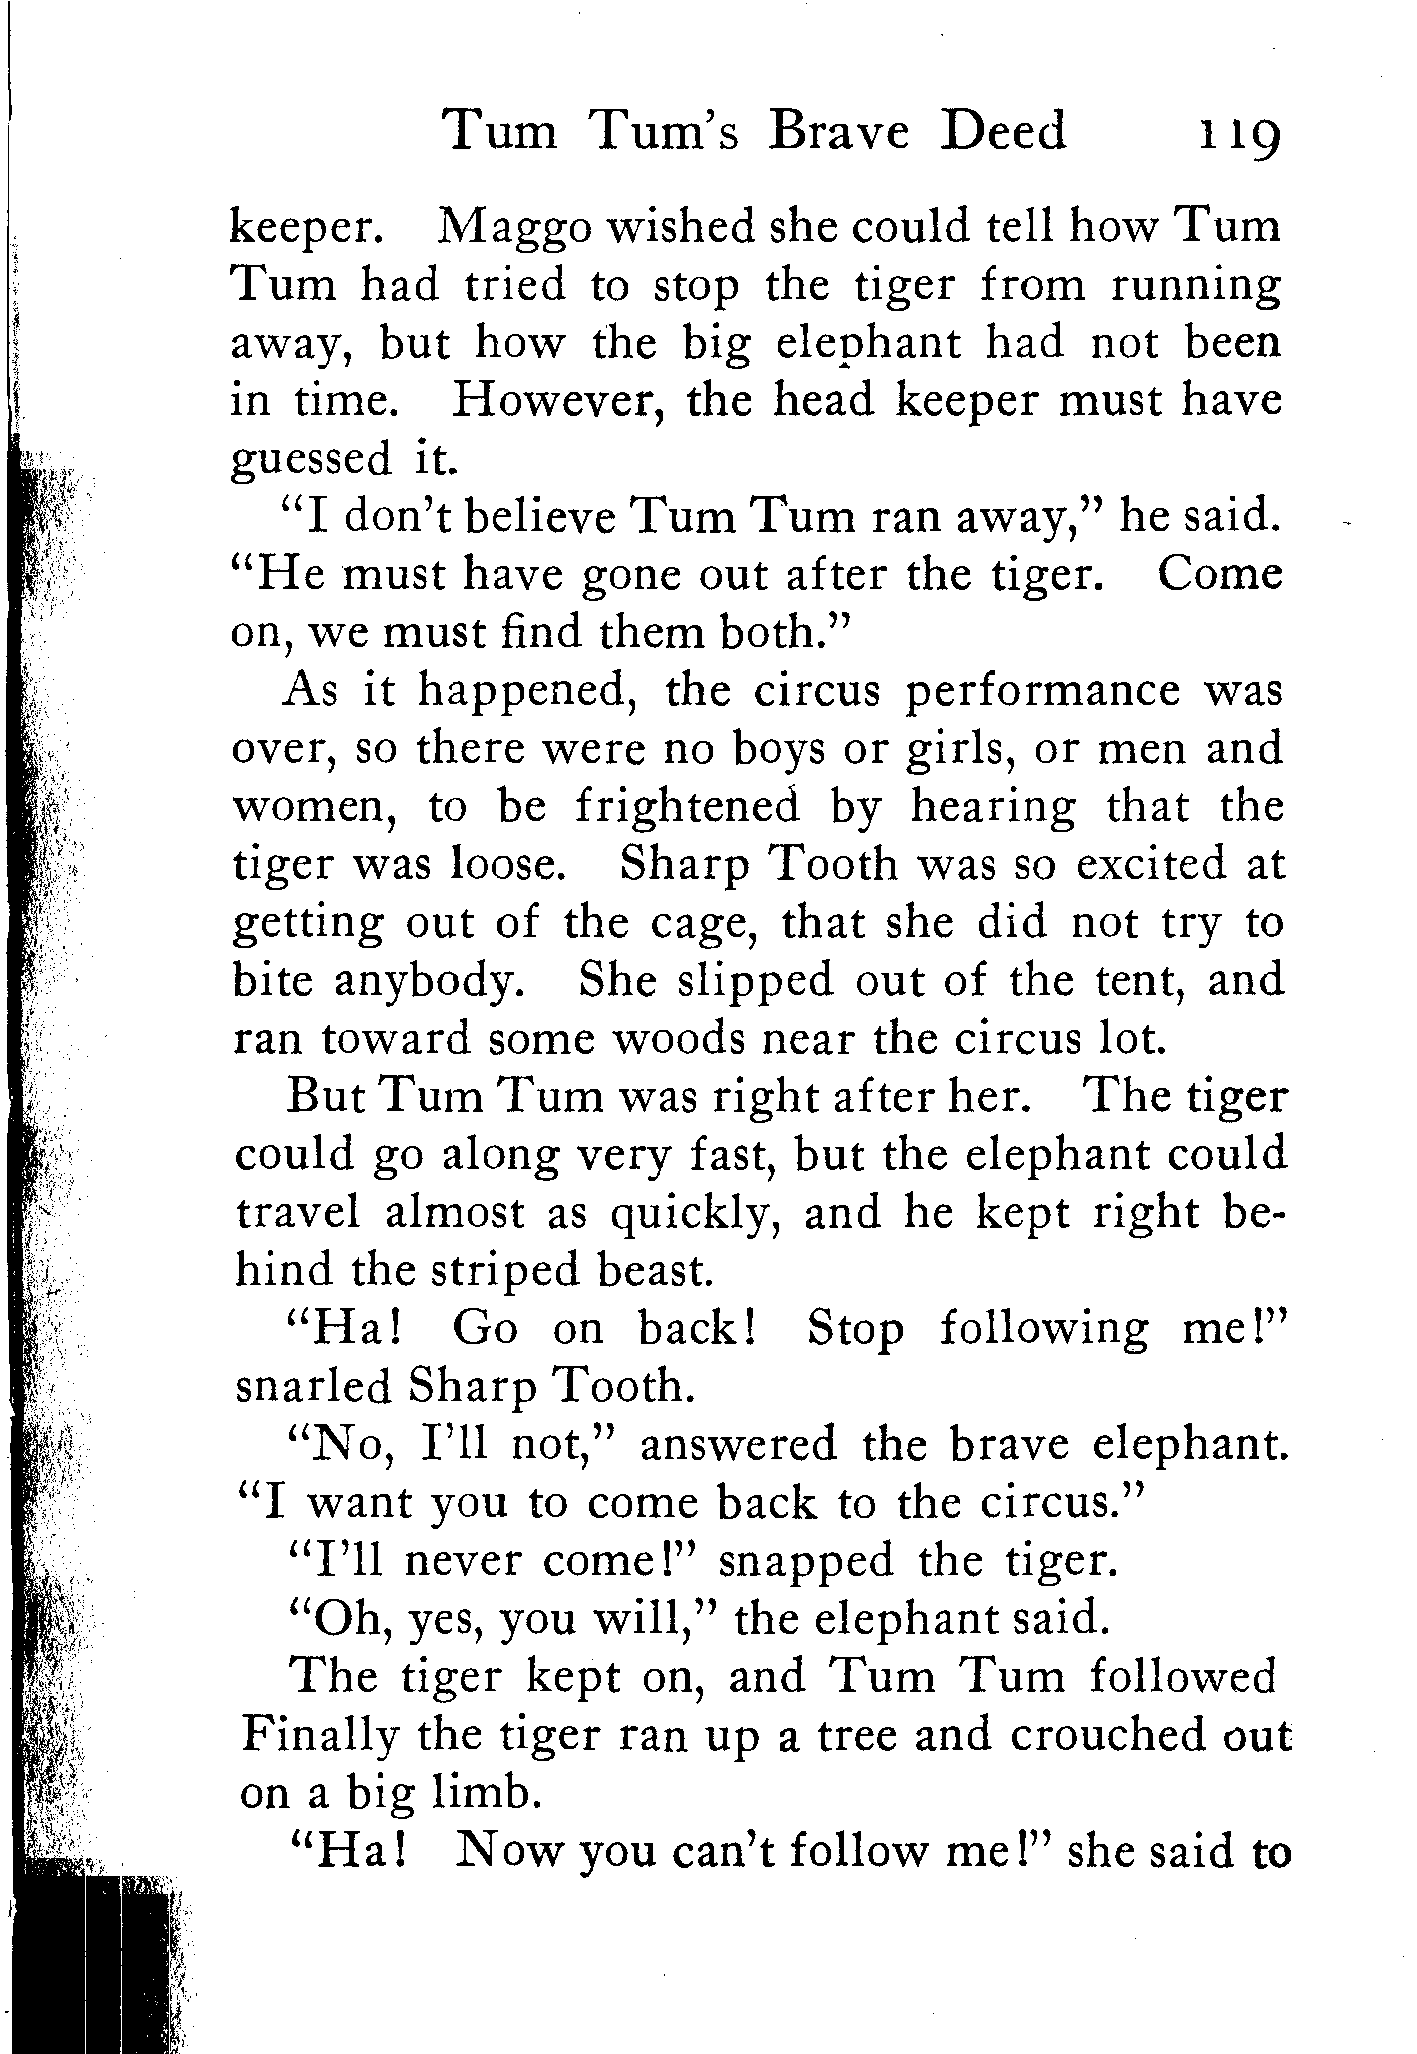 Tum Tum's Brave Deed 119
keeper. Maggo wished she could tell how Tum
Tum had tried to stop the tiger from running
away, but how the big elephant had not been
in time. However, the head keeper must have
guessed it.
"I don't believe Tum Tum ran away," he said.
"He must have gone out after the tiger. Come
on, we must find them both."
As it happened, the circus performance was
over, so there were no boys or girls, or men and
women, to be frightened by hearing that the
tiger was loose. Sharp Tooth was so excited at
getting out of the cage, that she did not try to
bite anybody. She slipped out of the tent, and
ran toward some woods near the circus lot.
But Tum Tum was right after her. The tiger
could go along very fast, but the elephant could
travel almost as quickly, and he kept right be-
hind the striped beast.
"Ha! Go on back! Stop following me!"
snarled Sharp Tooth.
"No, I'll not," answered the brave elephant.
"I want you to come back to the circus."
"I'll never come!" snapped the tiger.
"Oh, yes, you will," the elephant said.
The tiger kept on, and Tum Tum followed
Finally the tiger ran up a tree and crouched out
on a big limb.
"Ha! Now you can't follow me!" she said to